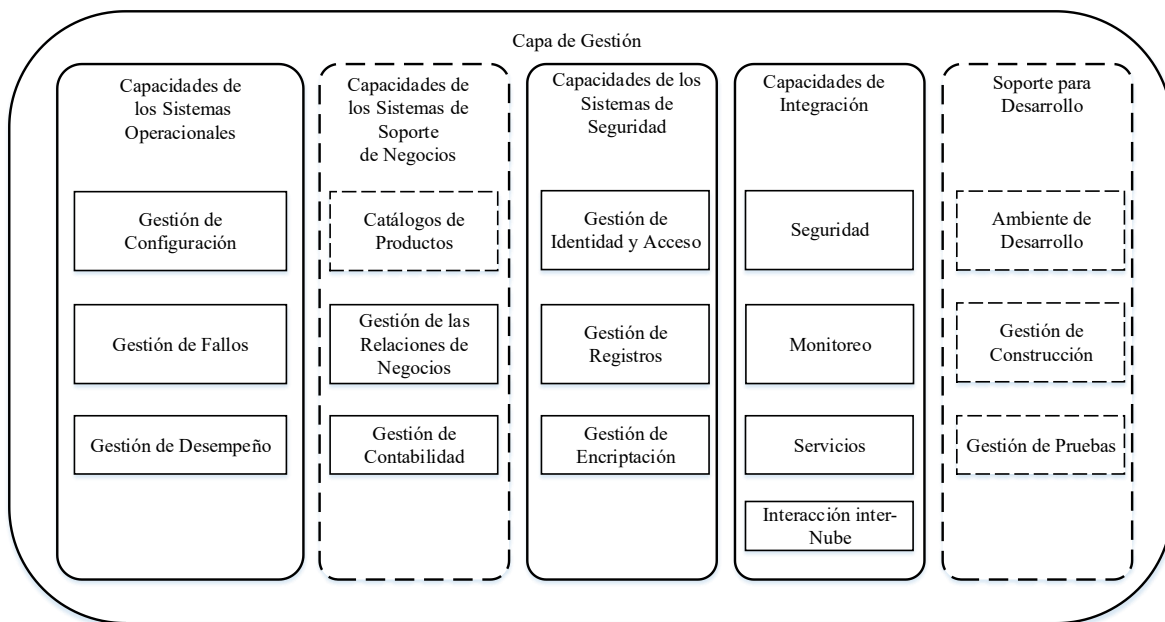 Capa de Gestión
Capacidades de
los Sistemas
Operacionales
Gestión de
Configuración
Gestión de Fallos
Gestión de Desempeño
Capacidades de
los Sistemas de
Soporte
de Negocios
Catálogos de
Productos
Gestión de las
Relaciones de
Negocios
Gestión de
Contabilidad
Capacidades de los
Sistemas de
Seguridad
Gestión de
Identidad y Acceso
Gestión de
Registros
Gestión de
Encriptación
Capacidades de
Integración
Seguridad
Monitoreo
Servicios
Interacción inter-
Nube
Soporte para
Desarrollo
Ambiente de
Desarrollo
Gestión de
Construcción
Gestión de Pruebas